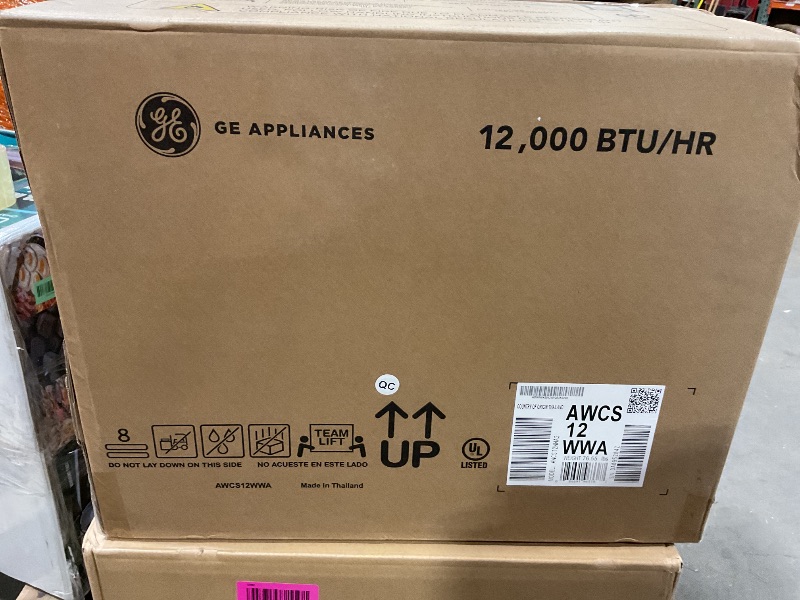 GE
GE APPLIANCES
12,000 BTU/HR
QC
8
TEAM
LIFT
UP
UL
LISTED
DO NOT LAY DOWN ON THIS SIDE
NO ACUESTE EN ESTE LADO
AWCS12WWA
Made In Thailand
AWCS
12
WWA